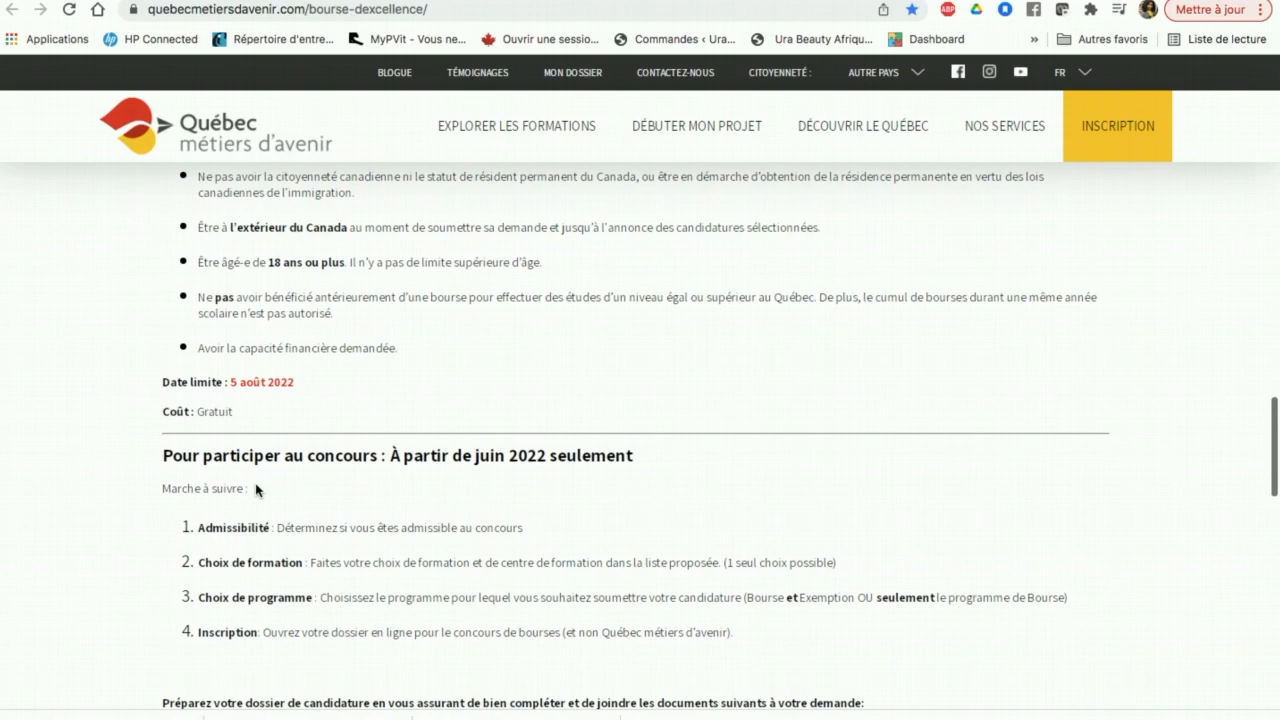 quebecmetiersdavenir.com/bourse-dexcellence/
ABP
Mettre à jour
Applications
HP Connected
Répertoire d'entre...
MyPVit - Vous ne...
Ouvrir une sessio...
Commandes ‹ Ura...
Ura Beauty Afriqu...
Dashboard
»
Autres favoris
Liste de lecture
BLOGUE
TÉMOIGNAGES
MON DOSSIER
CONTACTEZ-NOUS
CITOYENNETÉ :
AUTRE PAYS
FR
Québec
métiers d'avenir
EXPLORER LES FORMATIONS
DÉBUTER MON PROJET
DÉCOUVRIR LE QUÉBEC
NOS SERVICES
INSCRIPTION
• Ne pas avoir la citoyenneté canadienne ni le statut de résident permanent du Canada, ou être en démarche d'obtention de la résidence permanente en vertu des lois
canadiennes de l'immigration.
• Être à l'extérieur du Canada au moment de soumettre sa demande et jusqu'à l'annonce des candidatures sélectionnées.
• Être âgé-e de 18 ans ou plus. Il n'y a pas de limite supérieure d'âge.
• Ne pas avoir bénéficié antérieurement d'une bourse pour effectuer des études d'un niveau égal ou supérieur au Québec. De plus, le cumul de bourses durant une même année
scolaire n'est pas autorisé.
• Avoir la capacité financière demandée.
Date limite : 5 août 2022
Coût : Gratuit
Pour participer au concours : À partir de juin 2022 seulement
Marche à suivre :
1. Admissibilité : Déterminez si vous êtes admissible au concours
2. Choix de formation : Faites votre choix de formation et de centre de formation dans la liste proposée. (1 seul choix possible)
3. Choix de programme : Choisissez le programme pour lequel vous souhaitez soumettre votre candidature (Bourse et Exemption OU seulement le programme de Bourse)
4. Inscription: Ouvrez votre dossier en ligne pour le concours de bourses (et non Québec métiers d'avenir).
Préparez votre dossier de candidature en vous assurant de bien compléter et de joindre les documents suivants à votre demande: